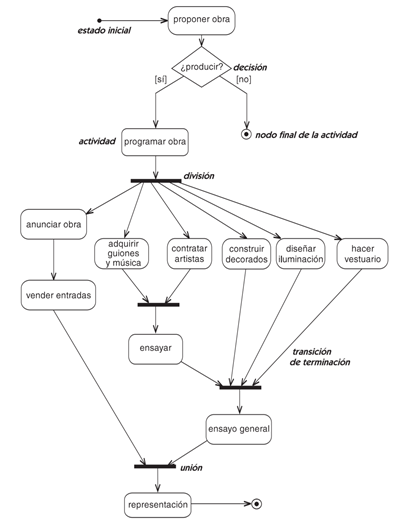 proponer obra
estado inicial
¿producir?
decisión
[sí]
[no]
nodo final de la actividad
actividad
programar obra
división
anunciar obra
adquirir
guiones
y música
contratar
artistas
construir
decorados
diseñar
iluminación
hacer
vestuario
vender entradas
ensayar
transición
de terminación
ensayo general
unión
representación